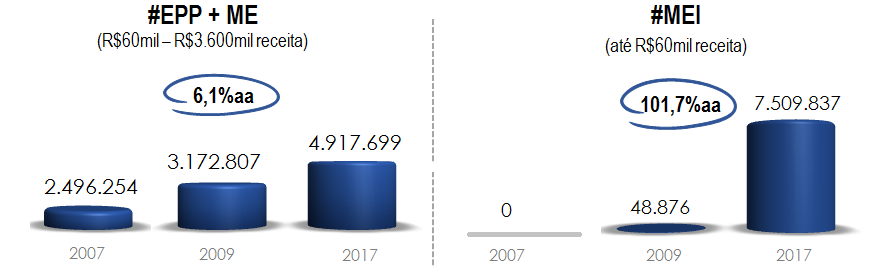 #EPP + ME
(R$60mil – R$3.600mil receita)
6,1%aa
2.496.254
3.172.807
4.917.699
2007
2009
2017
#MEI
(até R$60mil receita)
101,7%aa
0
48.876
7.509.837
2007
2009
2017